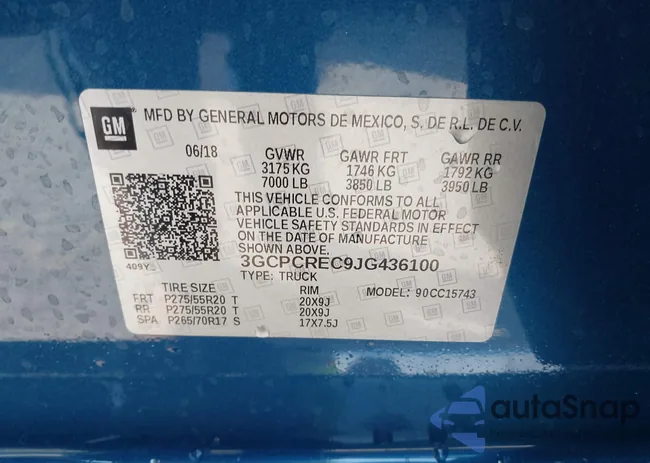 GM
MFD BY GENERAL MOTORS DE MEXICO, S. DE R.L. DE C.V.
06/18 GVWR GAWR FRT GAWR RR
3175 KG 1746 KG 1792 KG
7000 LB 3850 LB 3950 LB
THIS VEHICLE CONFORMS TO ALL
APPLICABLE U.S. FEDERAL MOTOR
VEHICLE SAFETY STANDARDS IN EFFECT
ON THE DATE OF MANUFACTURE
SHOWN ABOVE.
409Y
3GCPCREC9JG436100
TYPE: TRUCK
TIRE SIZE RIM MODEL: 90CC15743
FRT P275/55R20 T 20X9J
RR P275/55R20 T 20X9J
SPA P265/70R17 S 17X7.5J
autoSnap